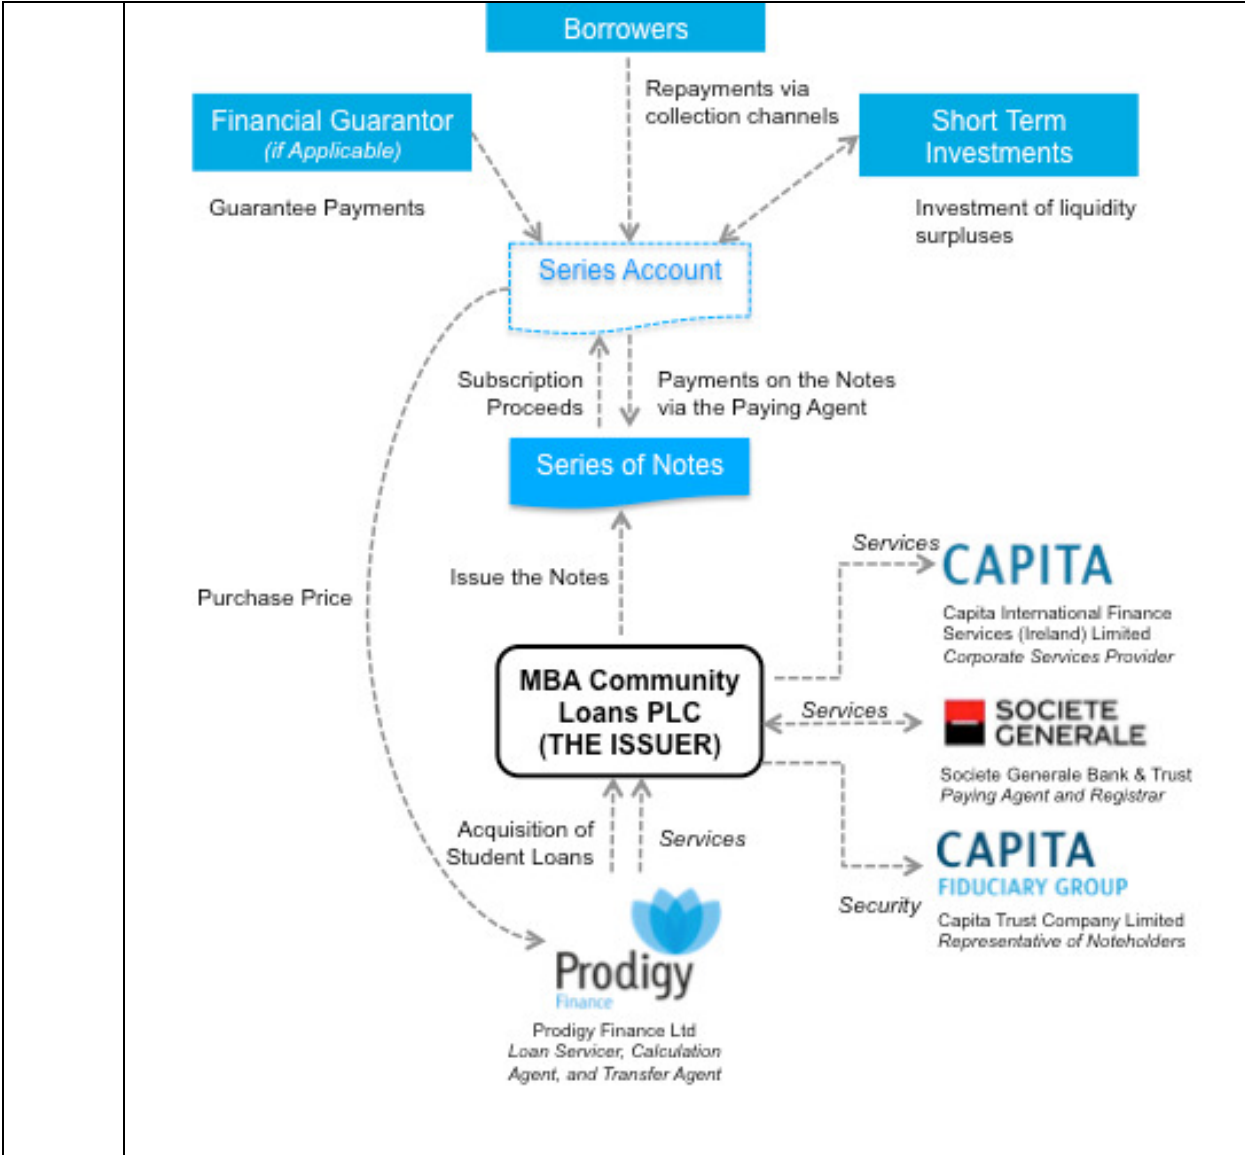 Borrowers
Repayments via
collection channels
Financial Guarantor
(if Applicable)
Short Term
Investments
Guarantee Payments
Investment of liquidity
surpluses
Series Account
Subscription
Proceeds
Payments on the Notes
via the Paying Agent
Series of Notes
Issue the Notes
Purchase Price
Services
CAPITA
Capita International Finance
Services (Ireland) Limited
Corporate Services Provider
MBA Community
Loans PLC
(THE ISSUER)
Services
SOCIETE
GENERALE
Societe Generale Bank & Trust
Paying Agent and Registrar
Acquisition of
Student Loans
Services
CAPITA
FIDUCIARY GROUP
Security
Capita Trust Company Limited
Representative of Noteholders
Prodigy
Finance
Prodigy Finance Ltd
Loan Servicer, Calculation
Agent, and Transfer Agent